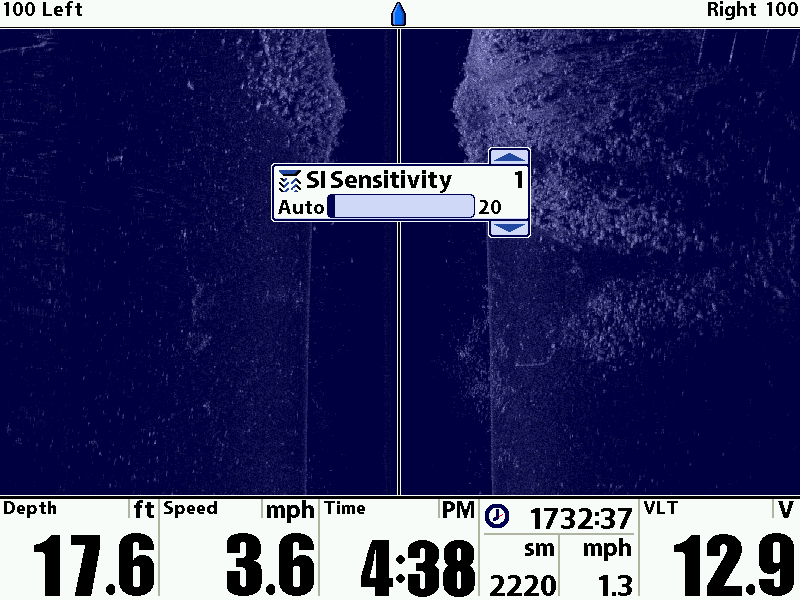 100 Left Right 100
SI Sensitivity 1
Auto 20
Depth ft Speed mph Time PM 1732:37 VLT V
sm mph
17.6 3.6 4:38 2220 1.3 12.9